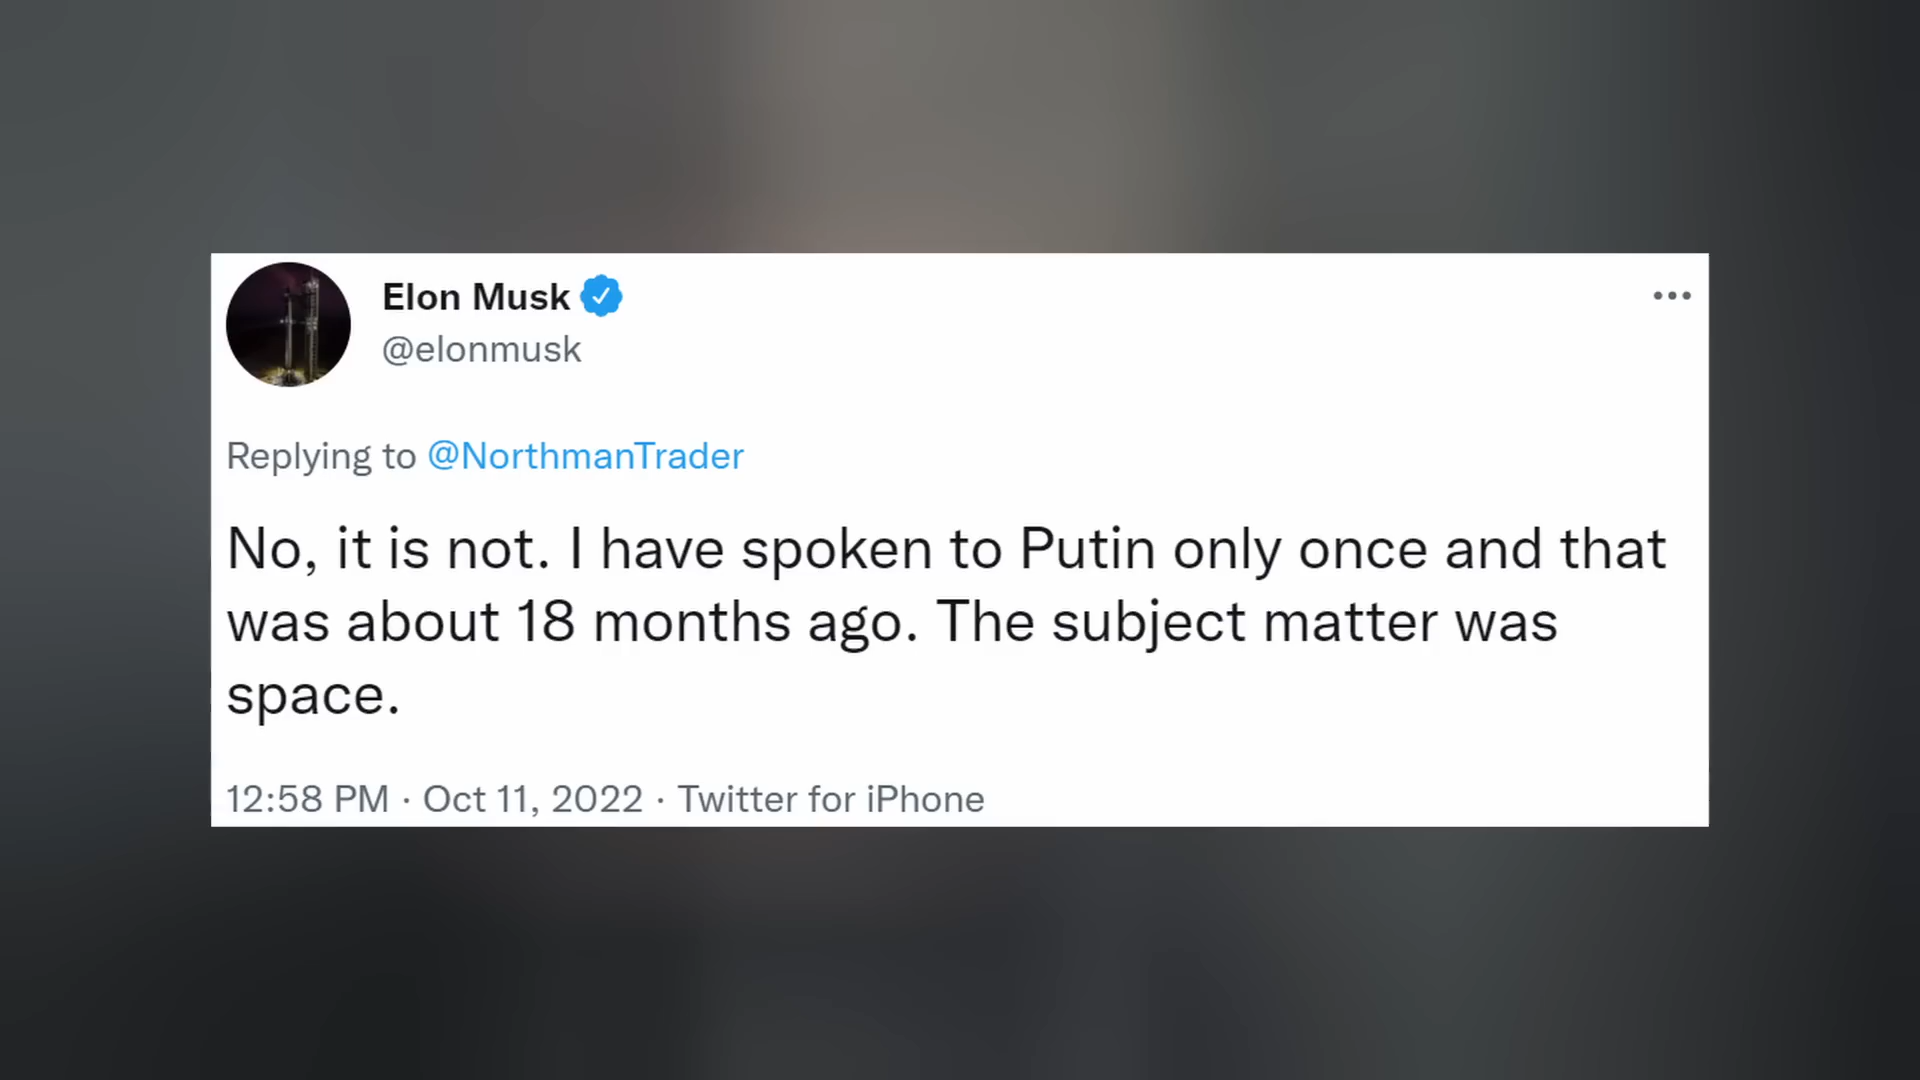 Elon Musk
@elonmusk
Replying to @NorthmanTrader
No, it is not. I have spoken to Putin only once and that
was about 18 months ago. The subject matter was
space.
12:58 PM · Oct 11, 2022 · Twitter for iPhone